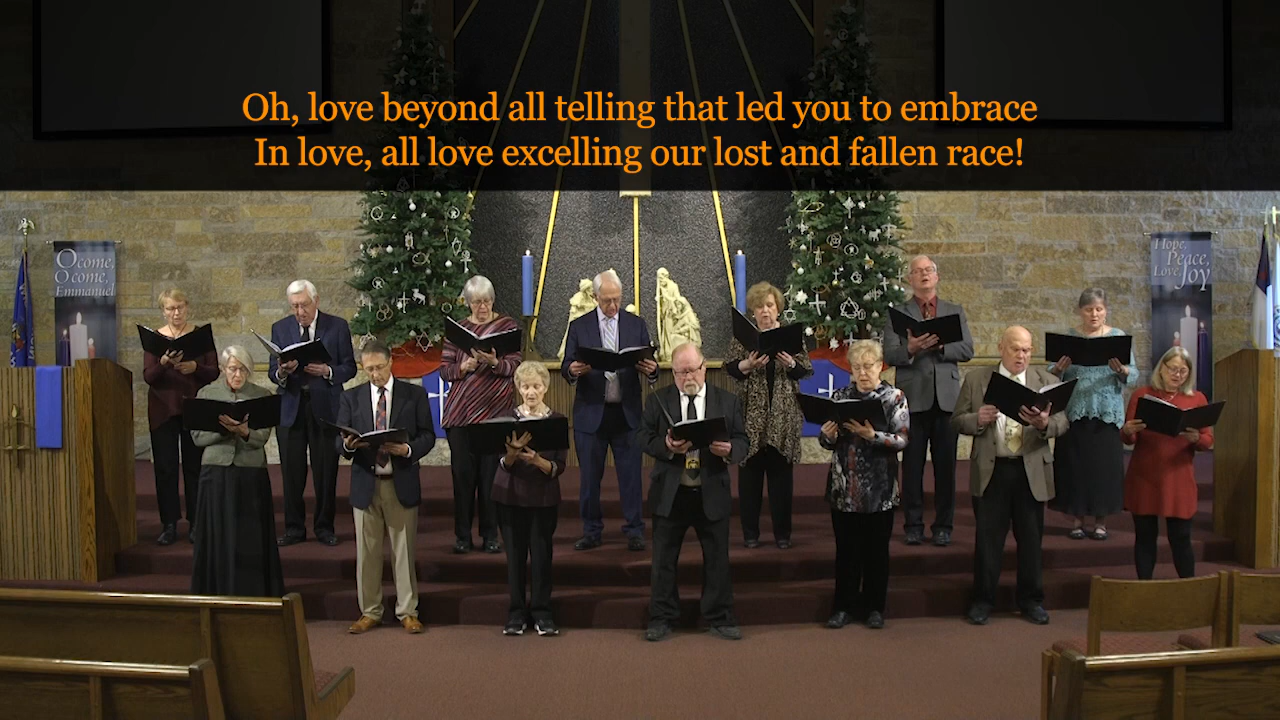 Oh, love beyond all telling that led you to embrace
In love, all love excelling our lost and fallen race!
O come,
O come,
Emmanuel
Hope,
Peace,
Love,
Joy